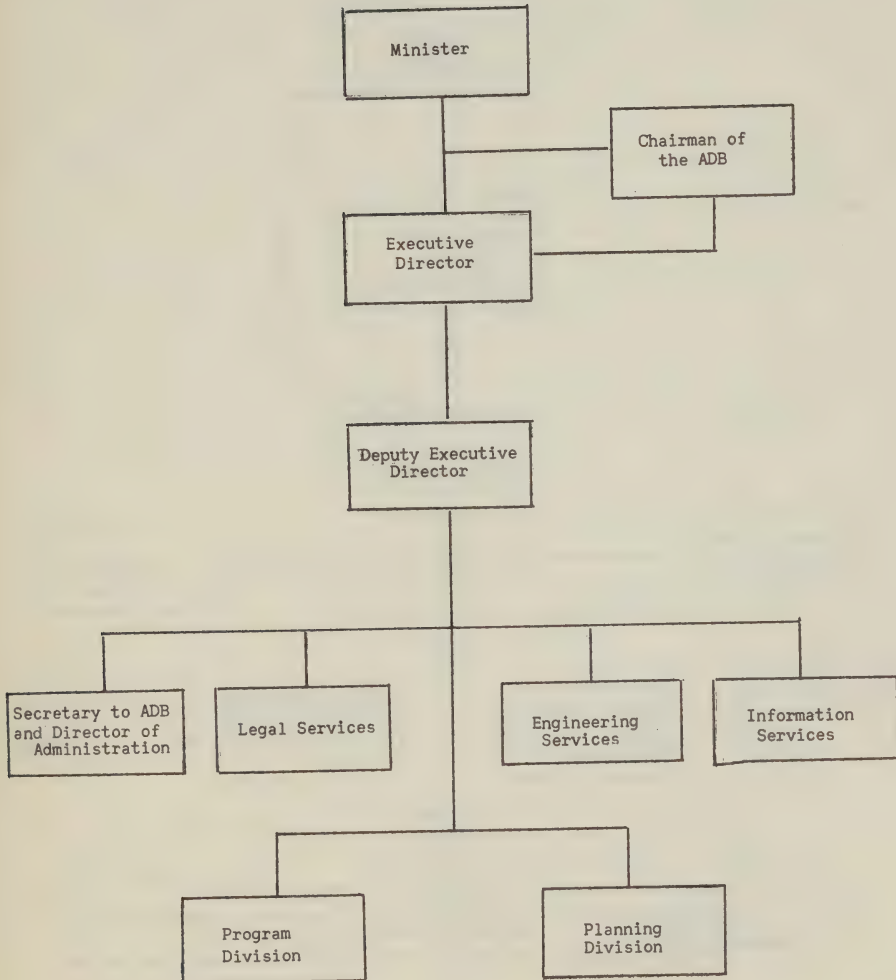 Minister
Chairman of
the ADB
Executive
Director
Deputy Executive
Director
Secretary to ADB
and Director of
Administration
Legal Services
Engineering
Services
Information
Services
Program
Division
Planning
Division